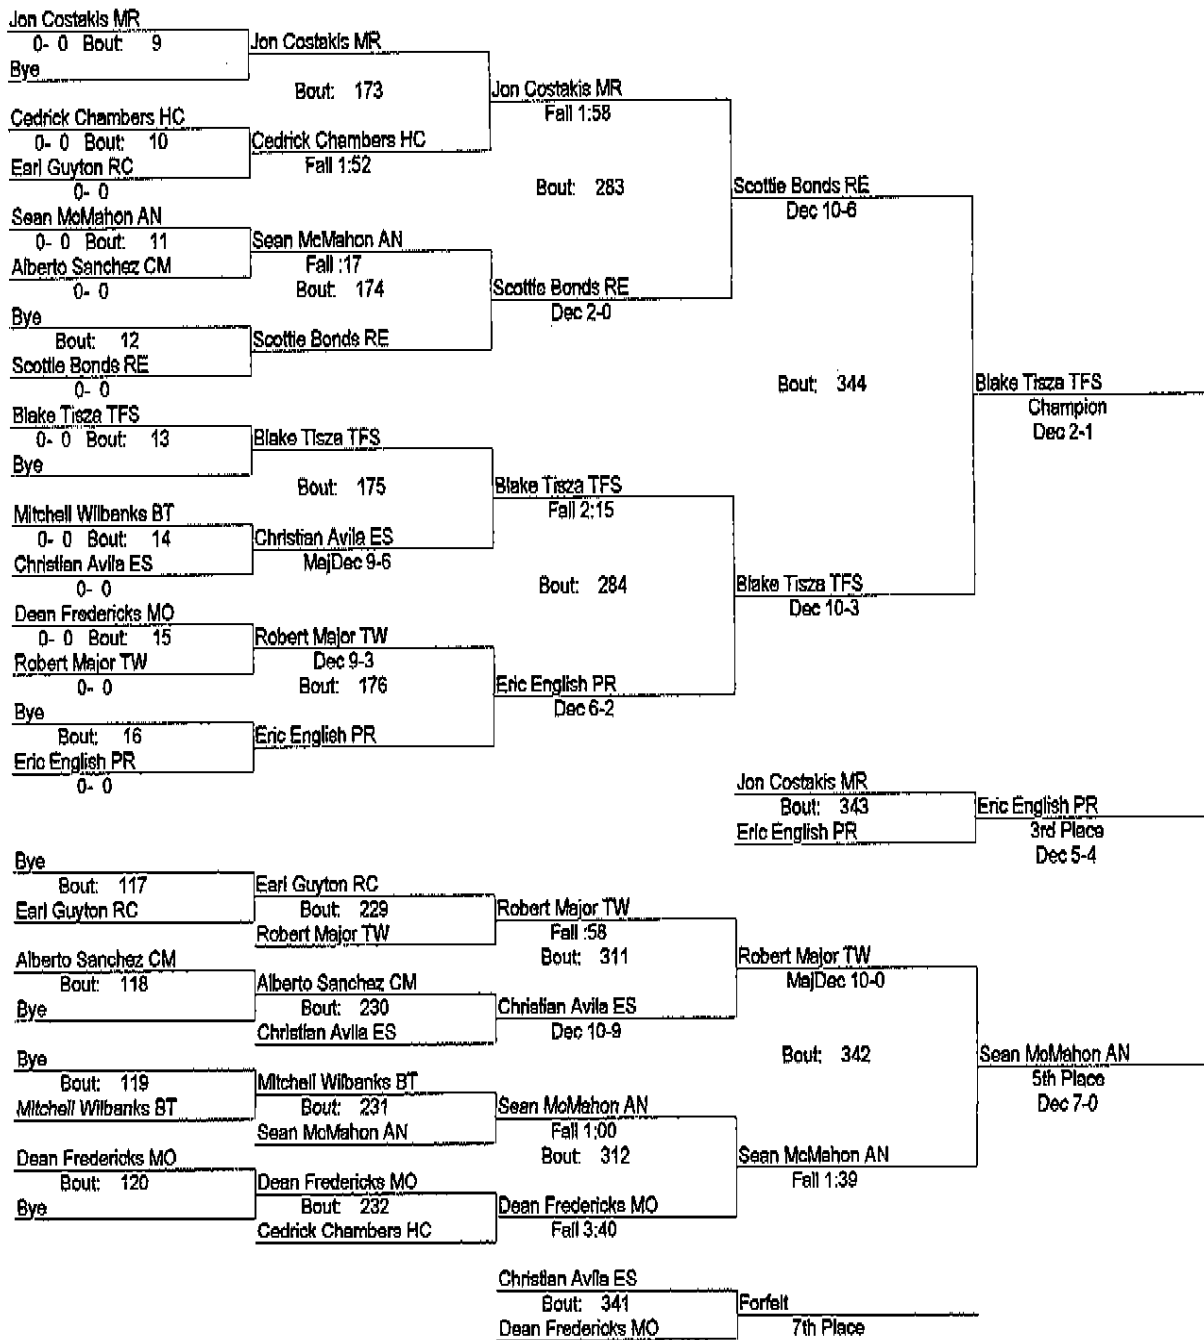 Jon Costakis MR
0- 0 Bout: 9
Bye
Jon Costakis MR
Bout: 173
Cedrick Chambers HC
0- 0 Bout: 10
Earl Guyton RC
0- 0
Cedrick Chambers HC
Fall 1:52
Jon Costakis MR
Fall 1:58
Bout: 283
Sean McMahon AN
0- 0 Bout: 11
Alberto Sanchez CM
0- 0
Sean McMahon AN
Fall :17
Bout: 174
Bye
Bout: 12
Scottie Bonds RE
0- 0
Scottie Bonds RE
Scottie Bonds RE
Dec 2-0
Scottie Bonds RE
Dec 10-6
Bout: 344
Blake Tisza TFS
Champion
Dec 2-1
Blake Tisza TFS
0- 0 Bout: 13
Bye
Blake Tisza TFS
Bout: 175
Mitchell Wilbanks BT
0- 0 Bout: 14
Christian Avila ES
0- 0
Christian Avila ES
MajDec 9-6
Blake Tisza TFS
Fall 2:15
Bout: 284
Blake Tisza TFS
Dec 10-3
Dean Fredericks MO
0- 0 Bout: 15
Robert Major TW
0- 0
Robert Major TW
Dec 9-3
Bout: 176
Bye
Bout: 16
Eric English PR
0- 0
Eric English PR
Eric English PR
Dec 6-2
Jon Costakis MR
Bout: 343
Eric English PR
Eric English PR
3rd Place
Dec 5-4
Bye
Bout: 117
Earl Guyton RC
Earl Guyton RC
Bout: 229
Robert Major TW
Robert Major TW
Fall :58
Bout: 311
Alberto Sanchez CM
Bout: 118
Bye
Alberto Sanchez CM
Bout: 230
Christian Avila ES
Christian Avila ES
Dec 10-9
Robert Major TW
MajDec 10-0
Bout: 342
Sean McMahon AN
5th Place
Dec 7-0
Bye
Bout: 119
Mitchell Wilbanks BT
Mitchell Wilbanks BT
Bout: 231
Sean McMahon AN
Sean McMahon AN
Fall 1:00
Bout: 312
Dean Fredericks MO
Bout: 120
Bye
Dean Fredericks MO
Bout: 232
Cedrick Chambers HC
Dean Fredericks MO
Fall 3:40
Sean McMahon AN
Fall 1:39
Christian Avila ES
Bout: 341
Dean Fredericks MO
Forfeit
7th Place